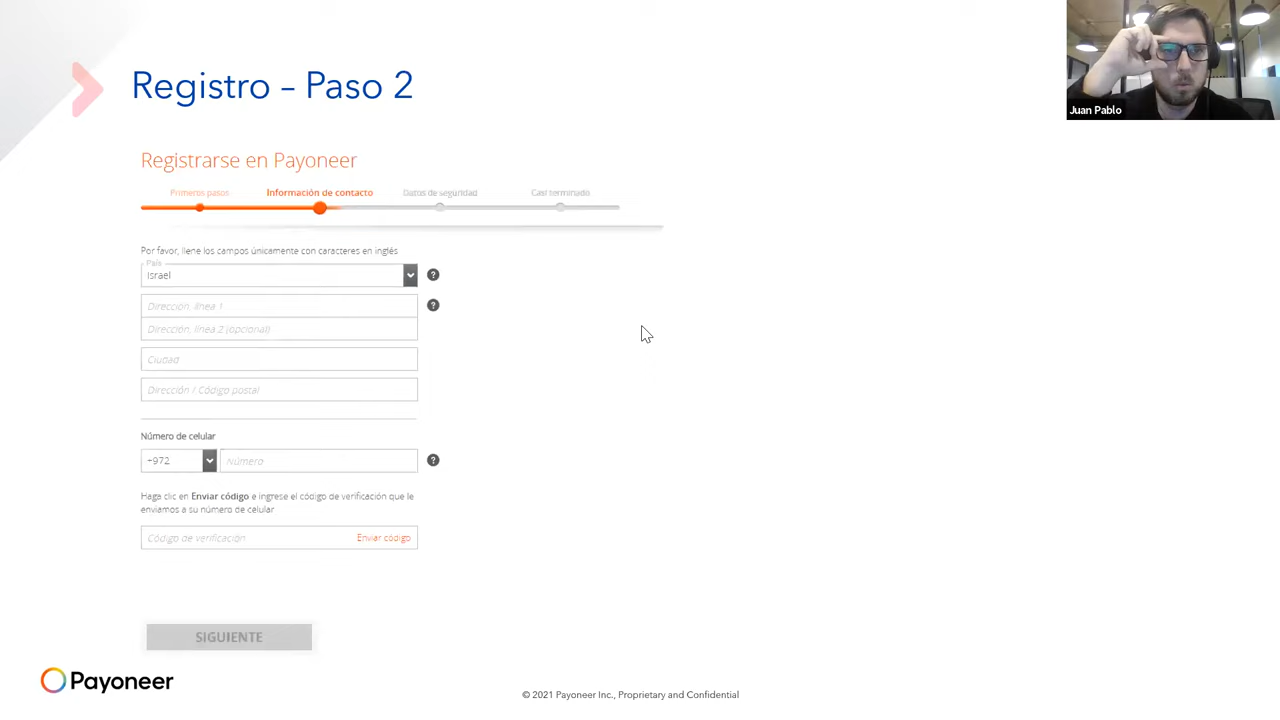 Juan Pablo
Registro – Paso 2
Registrarse en Payoneer
Primeros pasos
Información de contacto
Datos de seguridad
Casi terminado
Por favor, llene los campos únicamente con caracteres en inglés
País
Israel
?
Dirección, línea 1
?
Dirección, línea 2 (opcional)
Ciudad
Dirección / Código postal
Número de celular
+972
Número
?
Haga clic en Enviar código e ingrese el código de verificación que le
enviamos a su número de celular
Código de verificación
Enviar código
SIGUIENTE
Payoneer
© 2021 Payoneer Inc., Proprietary and Confidential